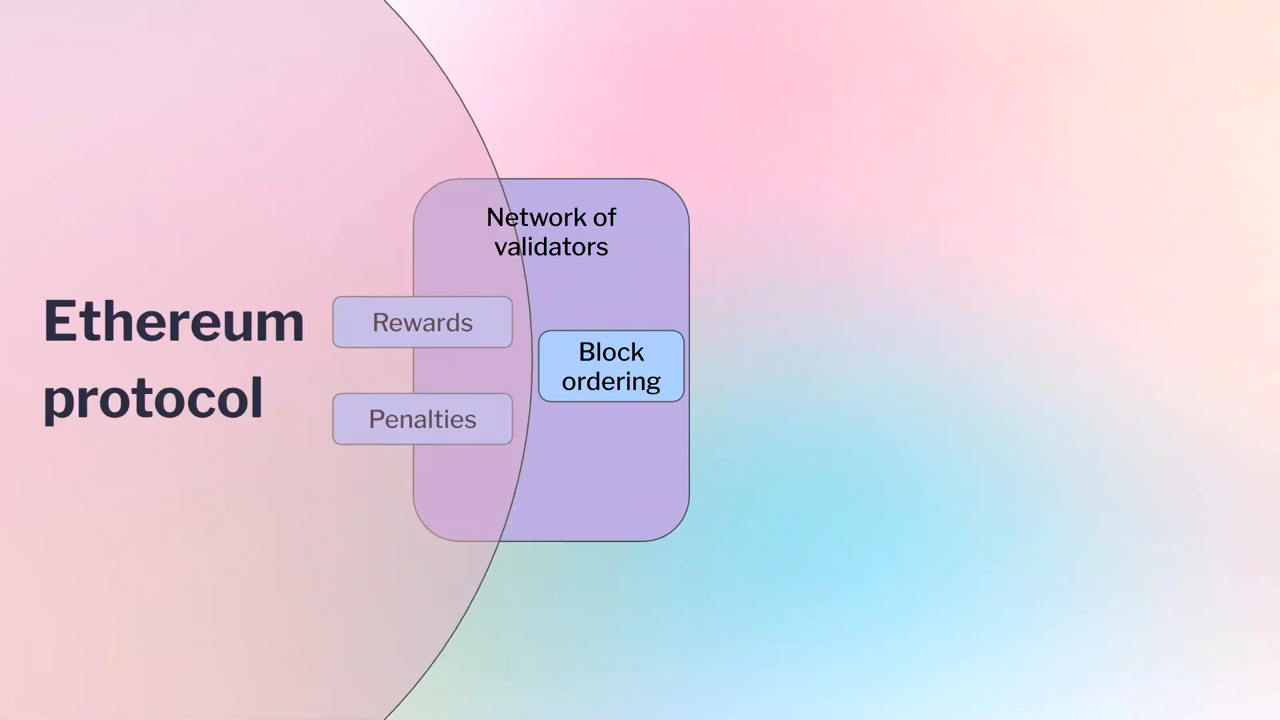 Ethereum
protocol
Network of
validators
Rewards
Penalties
Block
ordering